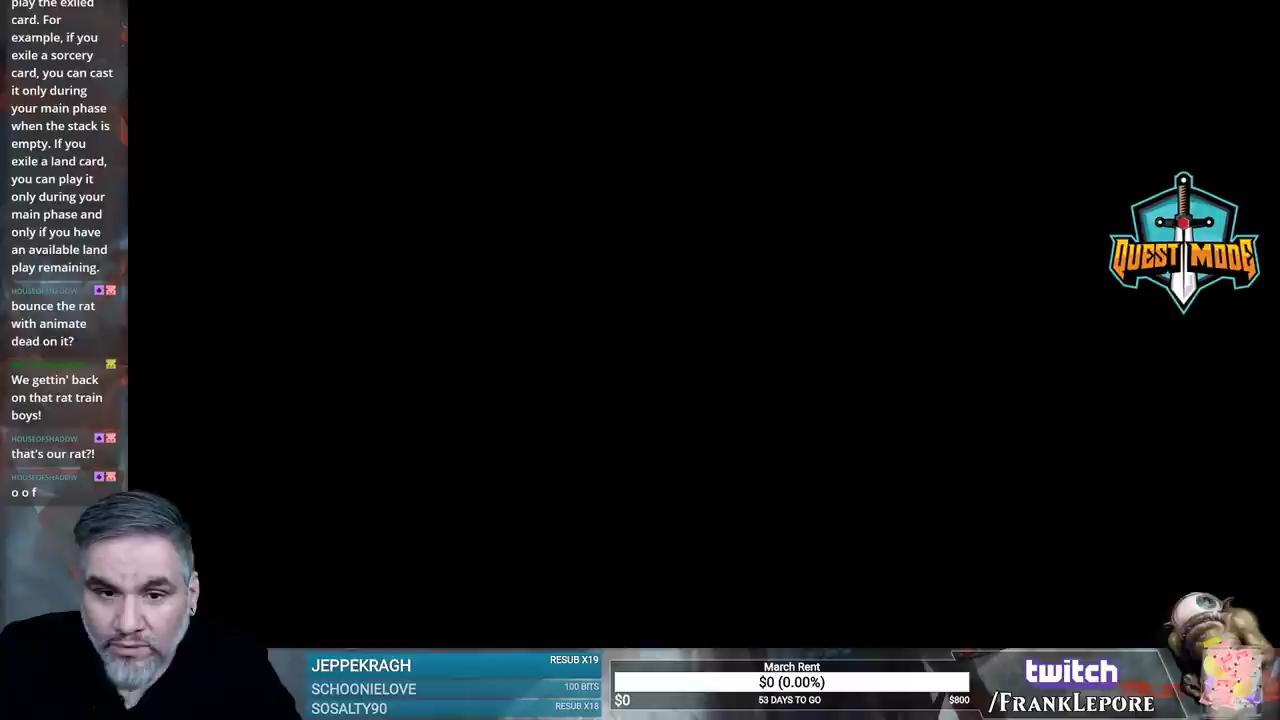 play the exiled
card. For
example, if you
exile a sorcery
card, you can cast
it only during
your main phase
when the stack is
empty. If you
exile a land card,
you can play it
only during your
main phase and
only if you have
an available land
play remaining.
HOUSEOFSHADOW
bounce the rat
with animate
dead on it?
We gettin' back
on that rat train
boys!
HOUSEOFSHADOW
that's our rat?!
HOUSEOFSHADOW
o o f
QUEST MODE
JEPPEKRAGH RESUB X19
SCHOONIELOVE 100 BITS
SOSALTY90 RESUB X18
March Rent
$0 (0.00%)
$0 53 DAYS TO GO $800
twitch
/FRANKLEPORE